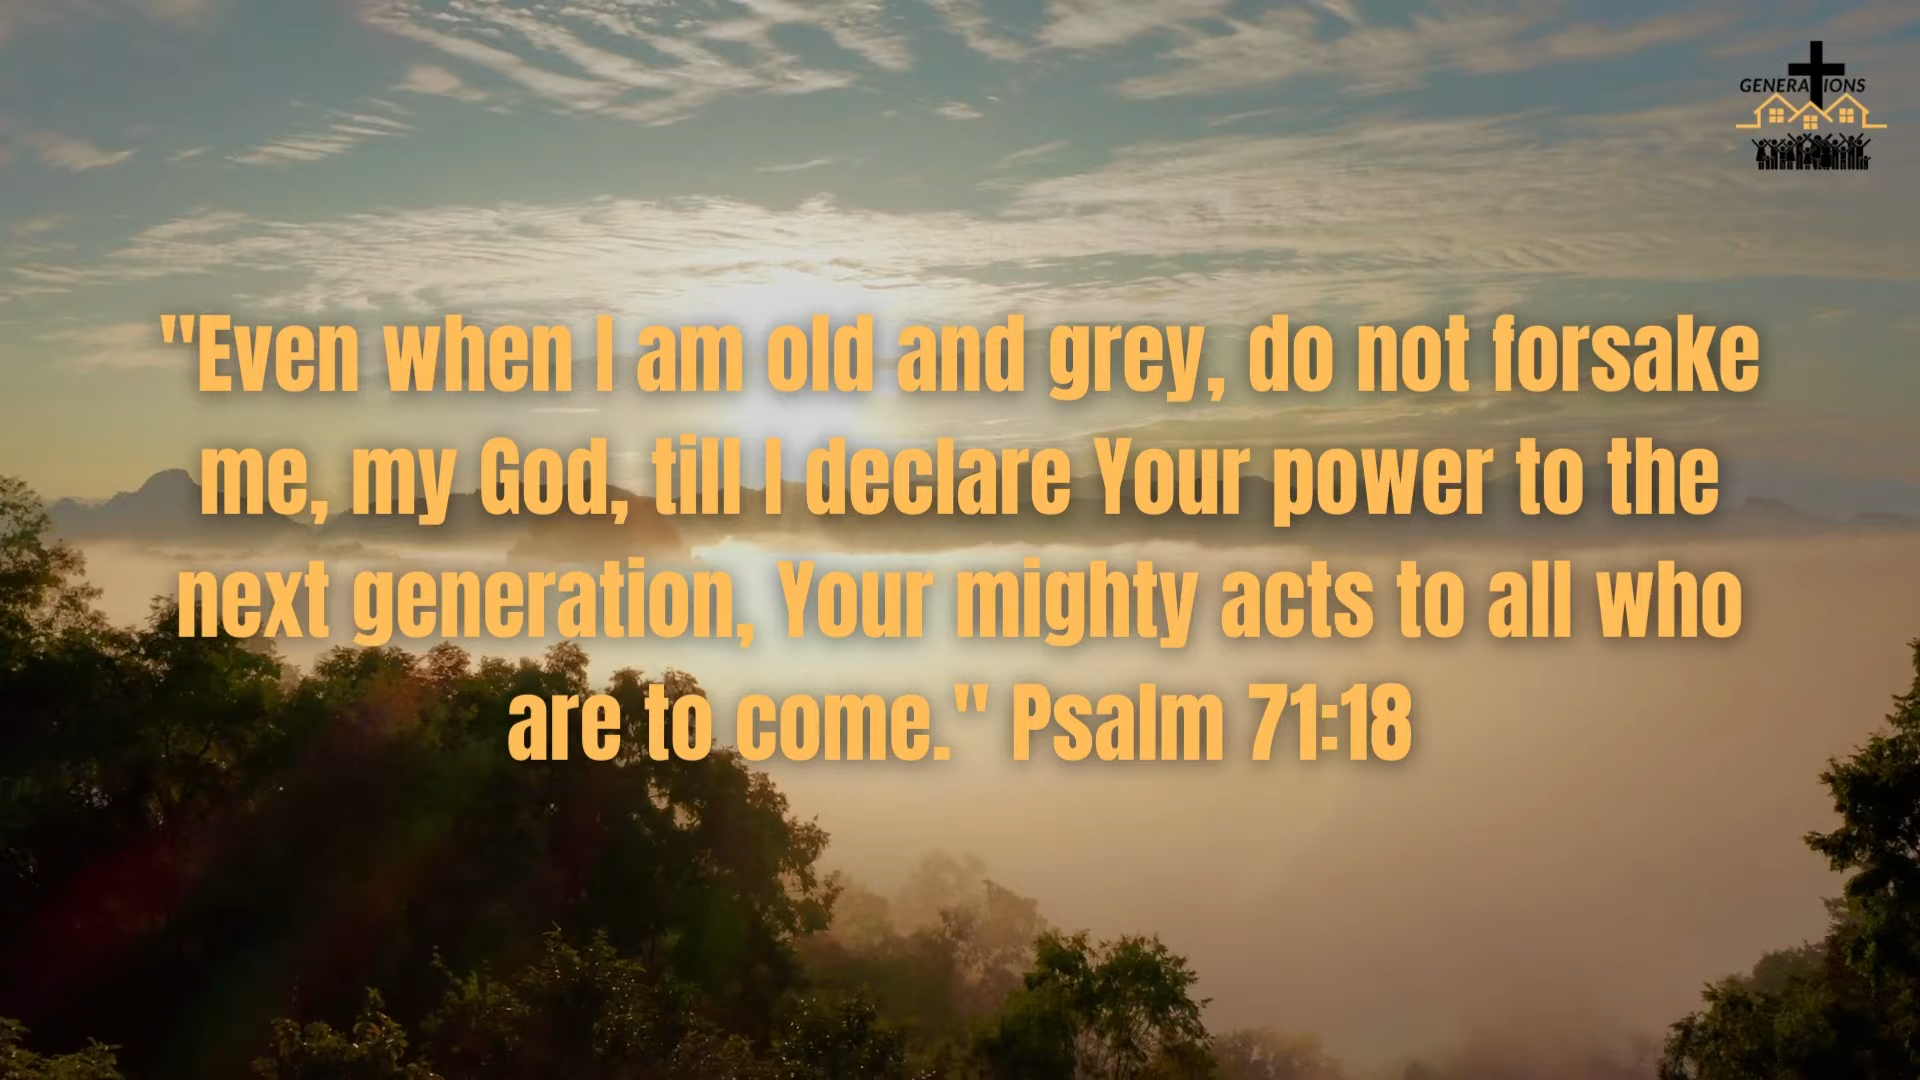 GENERATIONS
"Even when I am old and grey, do not forsake
me, my God, till I declare Your power to the
next generation, Your mighty acts to all who
are to come." Psalm 71:18